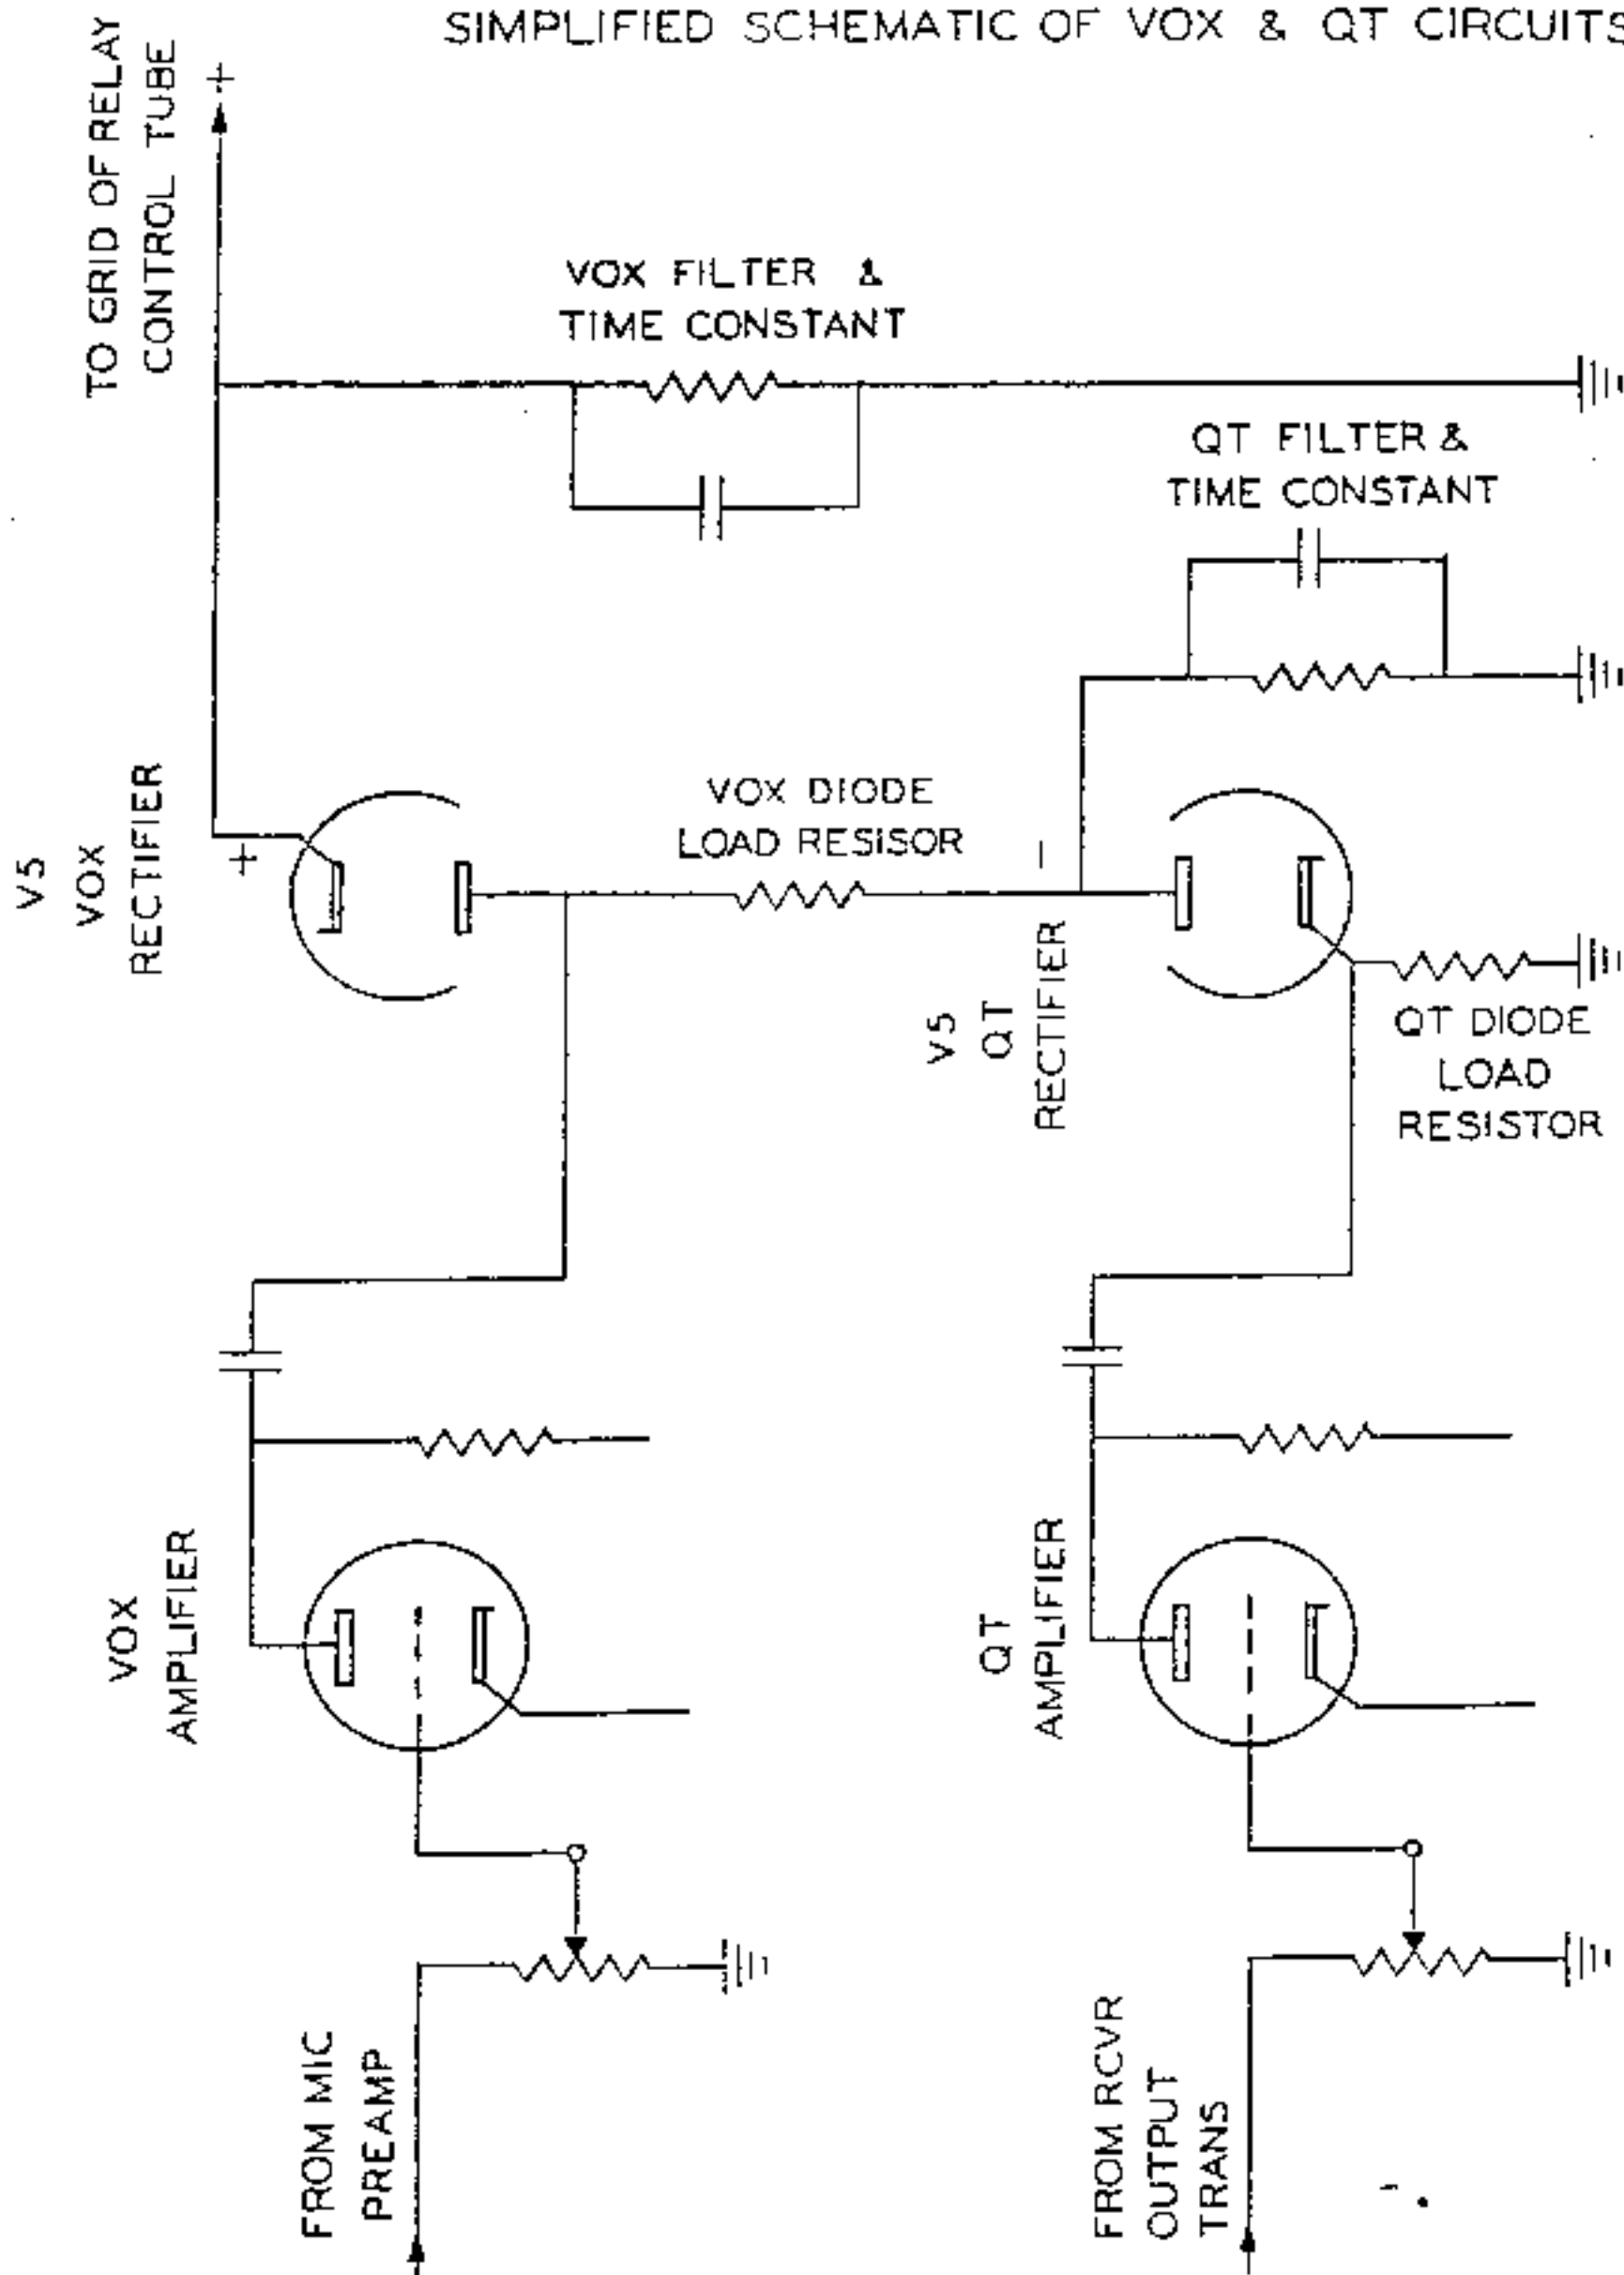 SIMPLIFIED SCHEMATIC OF VOX & QT CIRCUITS
TO GRID OF RELAY
CONTROL TUBE
+
VOX FILTER &
TIME CONSTANT
QT FILTER &
TIME CONSTANT
V5
VOX
RECTIFIER
+
VOX DIODE
LOAD RESISOR
–
V5
QT
RECTIFIER
QT DIODE
LOAD
RESISTOR
VOX
AMPLIFIER
QT
AMPLIFIER
FROM MIC
PREAMP
FROM RCVR
OUTPUT
TRANS